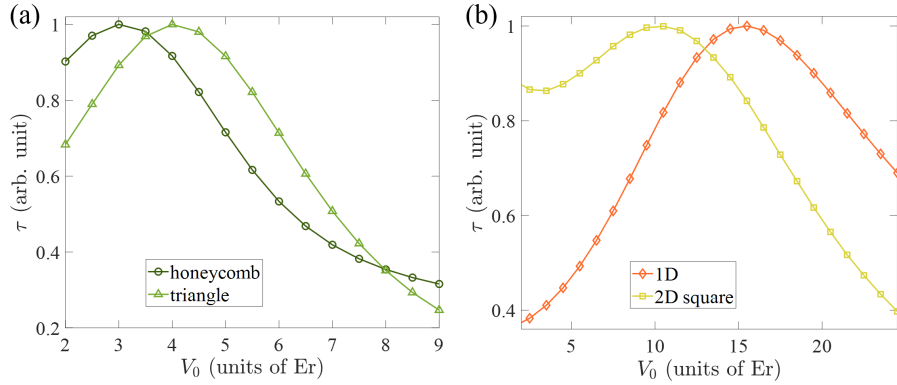 (a)
1
0.8
0.6
0.4
0.2
τ (arb. unit)
honeycomb
triangle
2 3 4 5 6 7 8 9
V₀ (units of Er)
(b)
1
0.8
0.6
0.4
τ (arb. unit)
1D
2D square
5 10 15 20
V₀ (units of Er)